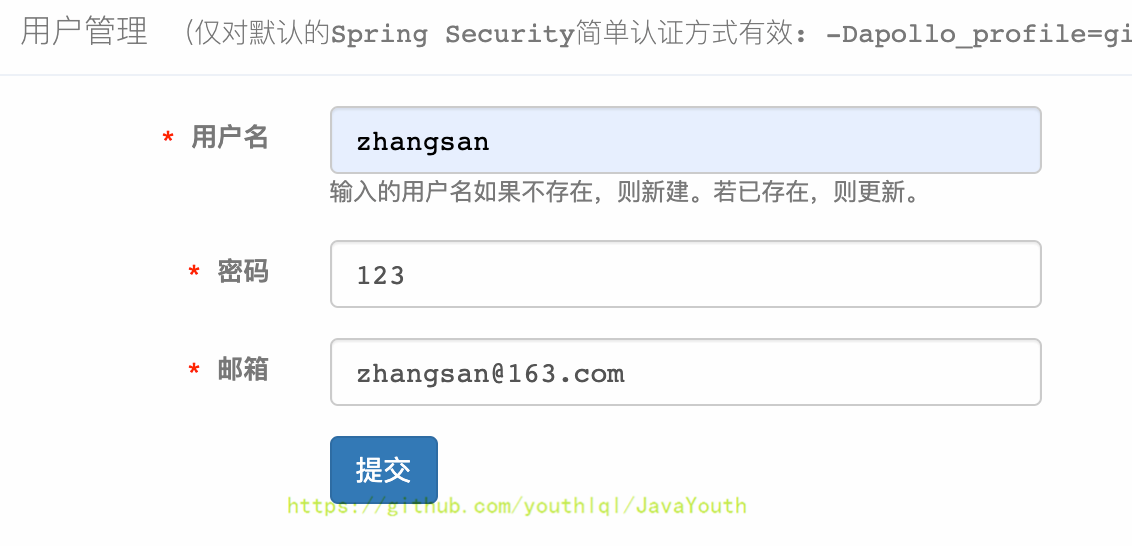 用户管理 （仅对默认的Spring Security简单认证方式有效: -Dapollo_profile=gi
* 用户名 zhangsan
输入的用户名如果不存在，则新建。若已存在，则更新。
* 密码 123
* 邮箱 zhangsan@163.com
提交
https://github.com/youthlql/JavaYouth